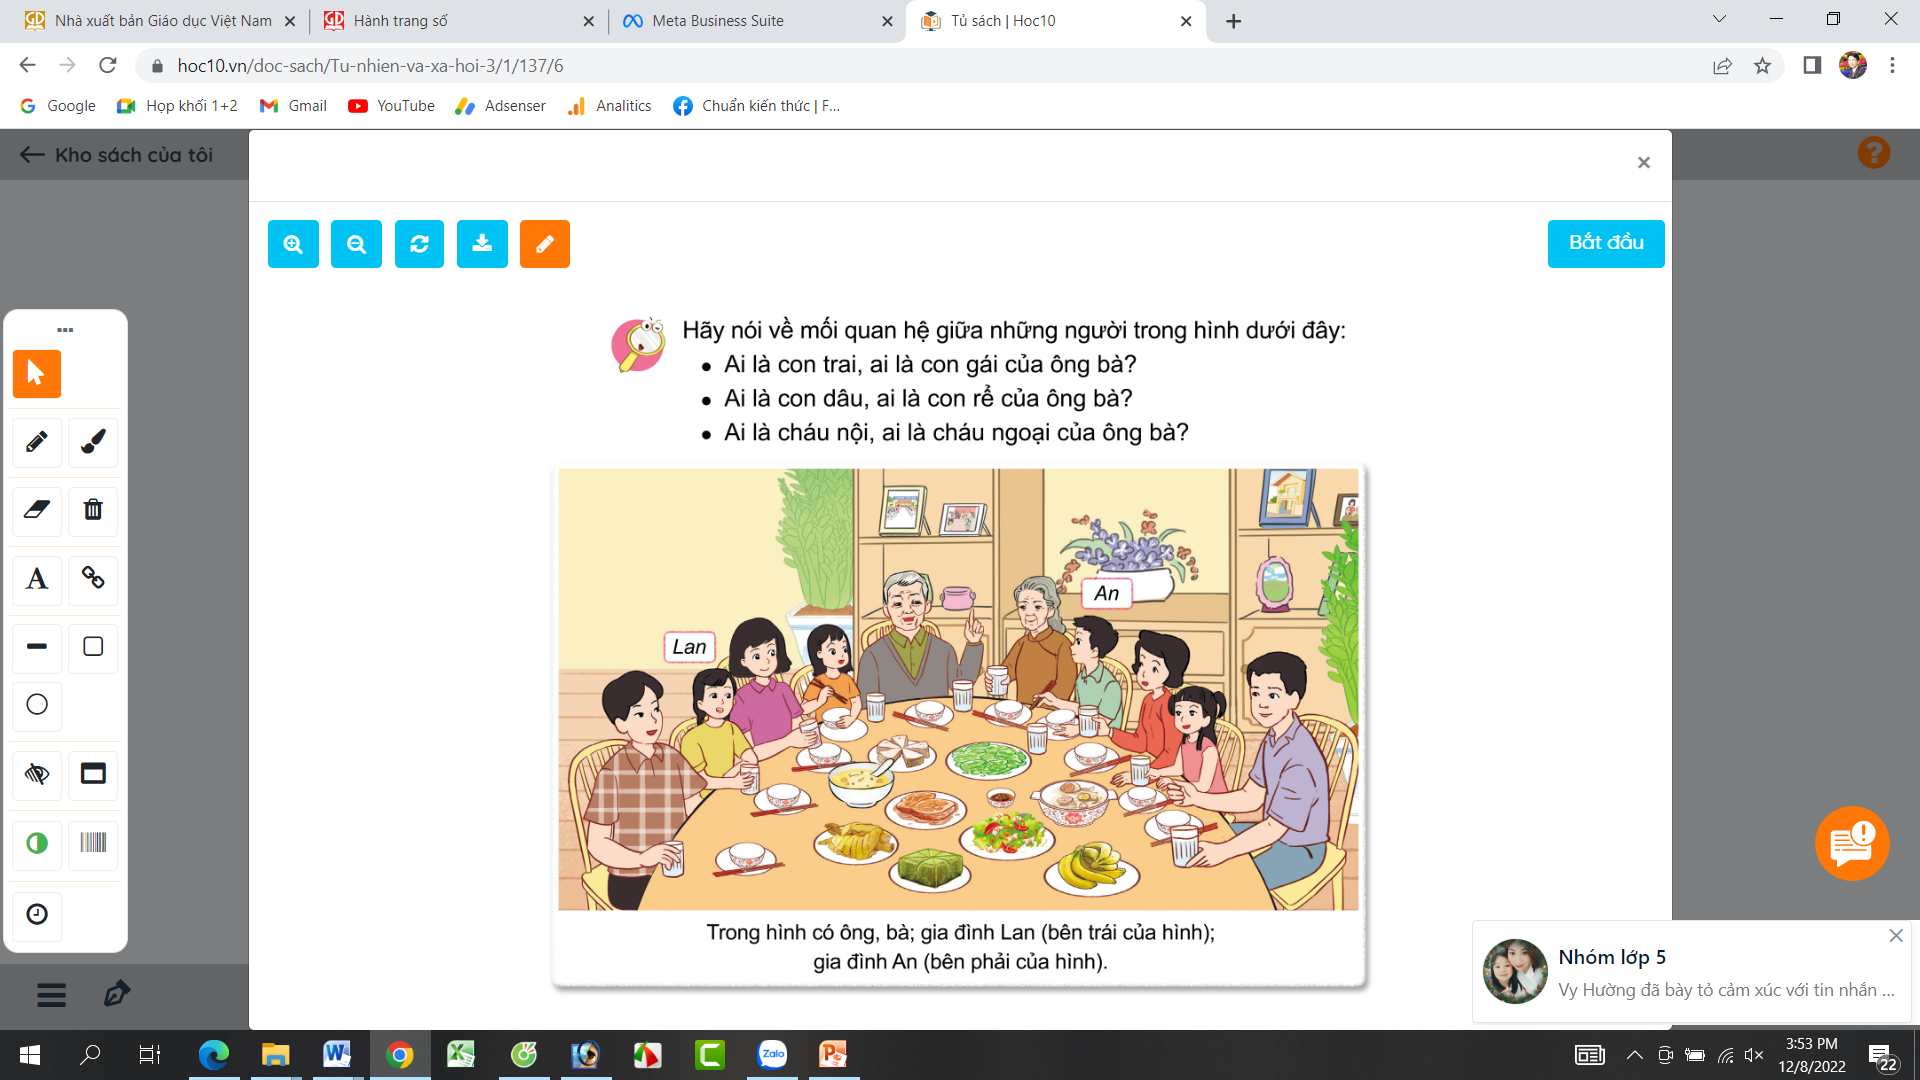 Nhà xuất bản Giáo dục Việt Nam
Hành trang số
Meta Business Suite
Tủ sách | Hoc10
hoc10.vn/doc-sach/Tu-nhien-va-xa-hoi-3/1/137/6
Google
Họp khối 1+2
Gmail
YouTube
Adsenser
Analitics
Chuẩn kiến thức | F...
Kho sách của tôi
Bắt đầu
Hãy nói về mối quan hệ giữa những người trong hình dưới đây:
• Ai là con trai, ai là con gái của ông bà?
• Ai là con dâu, ai là con rể của ông bà?
• Ai là cháu nội, ai là cháu ngoại của ông bà?
An
Lan
Trong hình có ông, bà; gia đình Lan (bên trái của hình);
gia đình An (bên phải của hình).
Nhóm lớp 5
Vy Hường đã bày tỏ cảm xúc với tin nhắn ...
Zalo
3:53 PM
12/8/2022
22